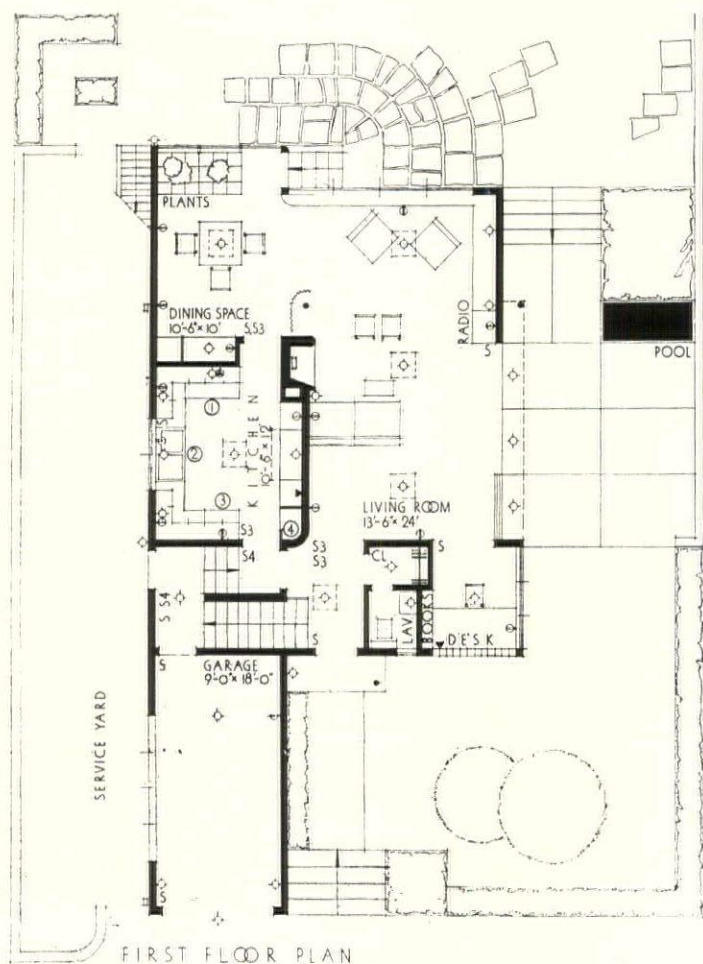 PLANTS
DINING SPACE
10'-6" x 10'
S,S3
RADIO
S
POOL
1
S
2
KITCHEN
10'-6" x 12'
3
S3
4
LIVING ROOM
13'-6" x 24'
S4
S3
S3
CL
S
S S4
S
LAV.
BOOKS
DESK
S
GARAGE
9'-0" x 18'-0"
SERVICE YARD
S
FIRST FLOOR PLAN